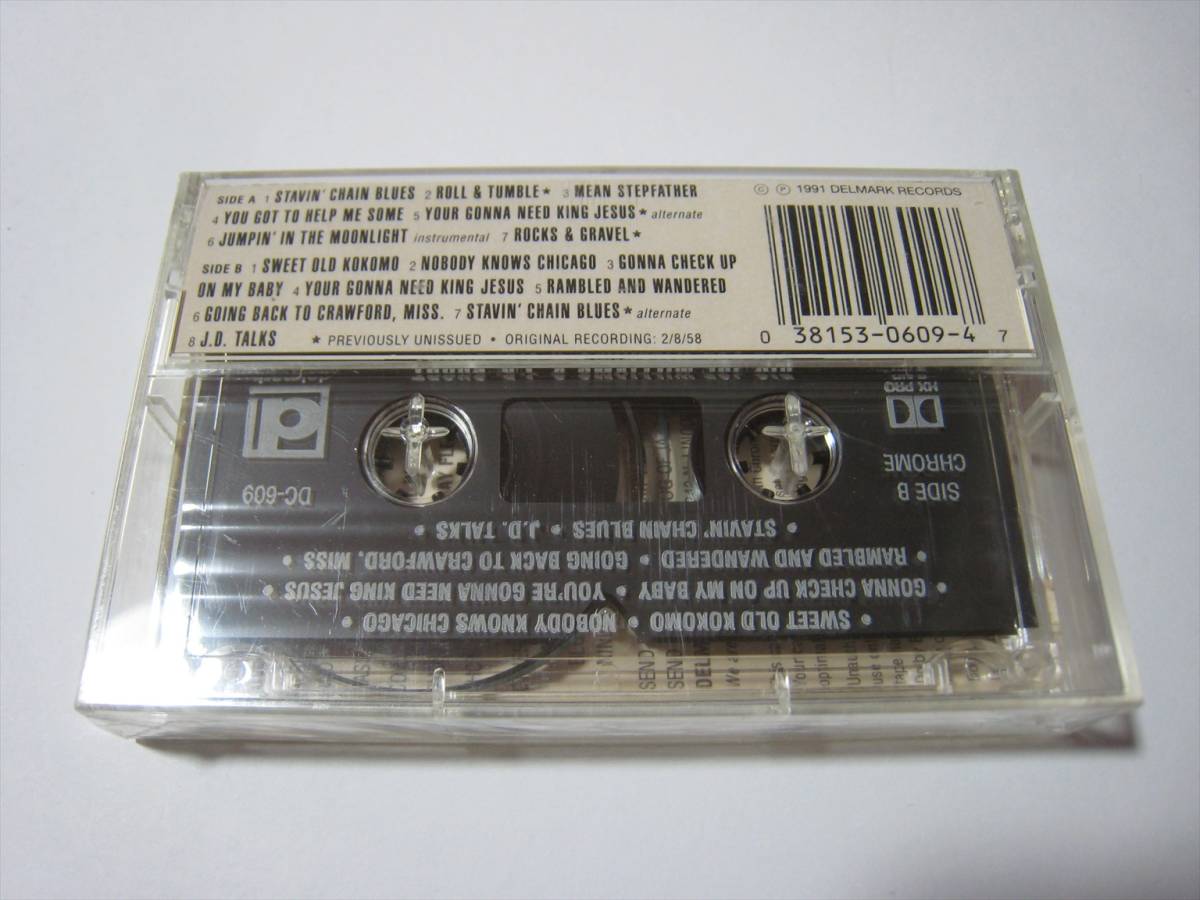 SIDE A 1 STAVIN' CHAIN BLUES 2 ROLL & TUMBLE* 3 MEAN STEPFATHER
4 YOU GOT TO HELP ME SOME 5 YOUR GONNA NEED KING JESUS* alternate
6 JUMPIN' IN THE MOONLIGHT instrumental 7 ROCKS & GRAVEL*
SIDE B 1 SWEET OLD KOKOMO 2 NOBODY KNOWS CHICAGO 3 GONNA CHECK UP
ON MY BABY 4 YOUR GONNA NEED KING JESUS 5 RAMBLED AND WANDERED
6 GOING BACK TO CRAWFORD, MISS. 7 STAVIN' CHAIN BLUES* alternate
8 J.D. TALKS * PREVIOUSLY UNISSUED • ORIGINAL RECORDING: 2/8/58
© ℗ 1991 DELMARK RECORDS
0 38153-0609-4 7
• SWEET OLD KOKOMO • NOBODY KNOWS CHICAGO •
• GONNA CHECK UP ON MY BABY • YOU'RE GONNA NEED KING JESUS •
• RAMBLED AND WANDERED • GOING BACK TO CRAWFORD, MISS •
• STAVIN' CHAIN BLUES • J.D. TALKS •
SIDE B
CHROME
DC-609
HX PRO
SEND
SEND
DELM
We are